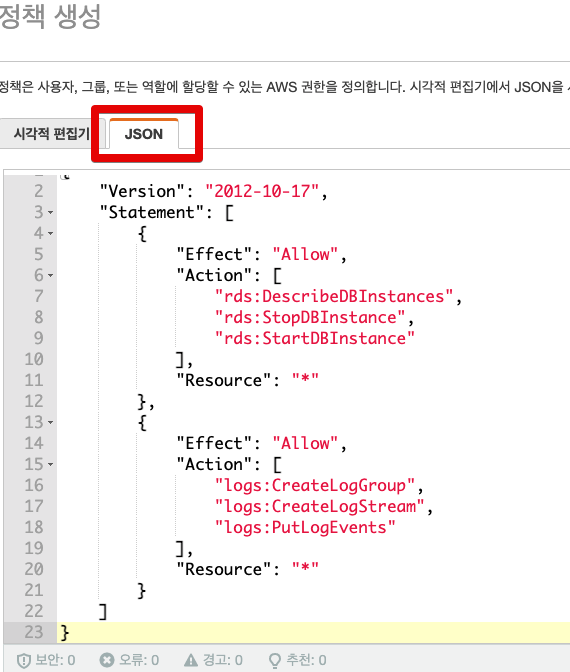 정책 생성
정책은 사용자, 그룹, 또는 역할에 할당할 수 있는 AWS 권한을 정의합니다. 시각적 편집기에서 JSON을
시각적 편집기
JSON
{
2 "Version": "2012-10-17",
3 "Statement": [
4 {
5 "Effect": "Allow",
6 "Action": [
7 "rds:DescribeDBInstances",
8 "rds:StopDBInstance",
9 "rds:StartDBInstance"
10 ],
11 "Resource": "*"
12 },
13 {
14 "Effect": "Allow",
15 "Action": [
16 "logs:CreateLogGroup",
17 "logs:CreateLogStream",
18 "logs:PutLogEvents"
19 ],
20 "Resource": "*"
21 }
22 ]
23 }
보안: 0 오류: 0 경고: 0 추천: 0